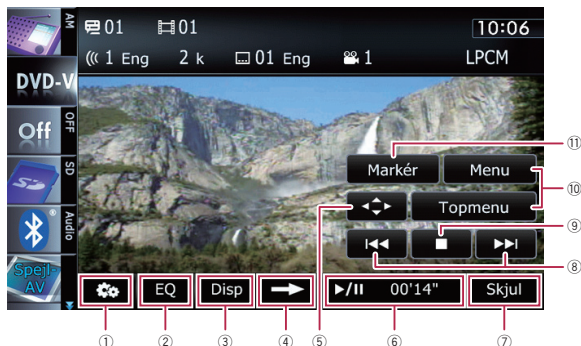 AM
01 01 10:06
1 Eng 2 k 01 Eng 1 LPCM
DVD-V
OFF
Off
SD
Audio
Spejl-AV
Markér Menu
Topmenu
EQ Disp 00'14" Skjul
① ② ③ ④ ⑤ ⑥ ⑦
⑧
⑨
⑩
⑪